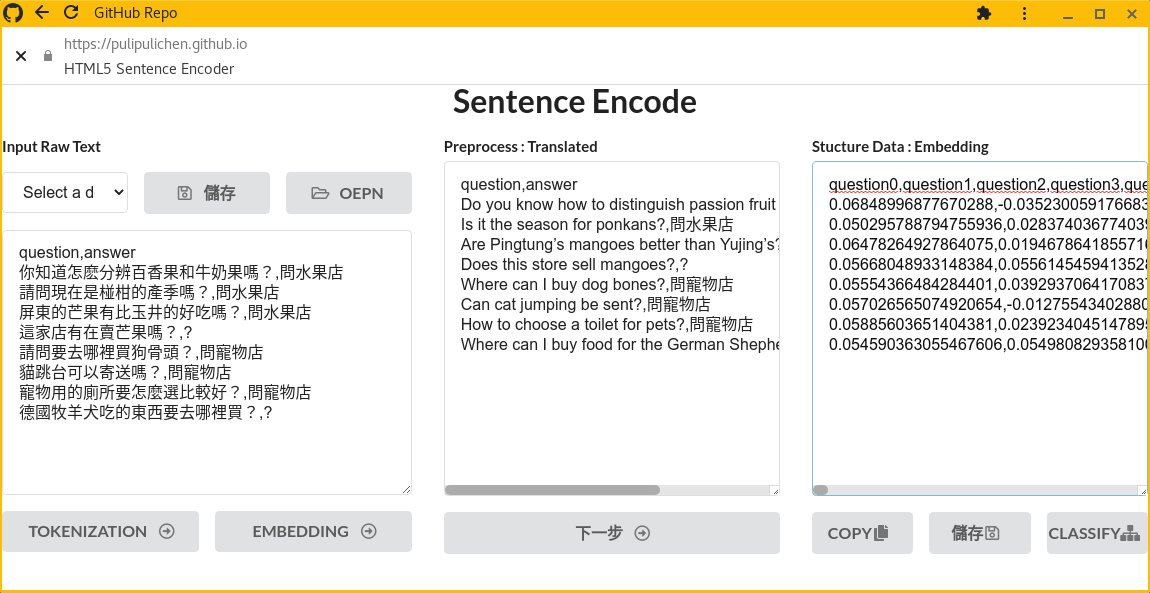 GitHub Repo
https://pulipulichen.github.io
HTML5 Sentence Encoder
Sentence Encode
Input Raw Text
Select a d
儲存
OEPN
question,answer
你知道怎麼分辨百香果和牛奶果嗎？,問水果店
請問現在是椪柑的產季嗎？,問水果店
屏東的芒果有比玉井的好吃嗎？,問水果店
這家店有在賣芒果嗎？,?
請問要去哪裡買狗骨頭？,問寵物店
貓跳台可以寄送嗎？,問寵物店
寵物用的廁所要怎麼選比較好？,問寵物店
德國牧羊犬吃的東西要去哪裡買？,?
TOKENIZATION
EMBEDDING
Preprocess : Translated
question,answer
Do you know how to distinguish passion fruit
Is it the season for ponkans?,問水果店
Are Pingtung’s mangoes better than Yujing’s?
Does this store sell mangoes?,?
Where can I buy dog bones?,問寵物店
Can cat jumping be sent?,問寵物店
How to choose a toilet for pets?,問寵物店
Where can I buy food for the German Shephe
下一步
Stucture Data : Embedding
question0,question1,question2,question3,que
0.06848996877670288,-0.035230059176683
0.050295788794755936,0.028374036774039
0.06478264927864075,0.0194678641855716
0.05668048933148384,0.0556145459413528
0.05554366484284401,0.0392937064170837
0.057026565074920654,-0.01275543402880
0.05885603651404381,0.0239234045147895
0.054590363055467606,0.054980829358100
COPY
儲存
CLASSIFY